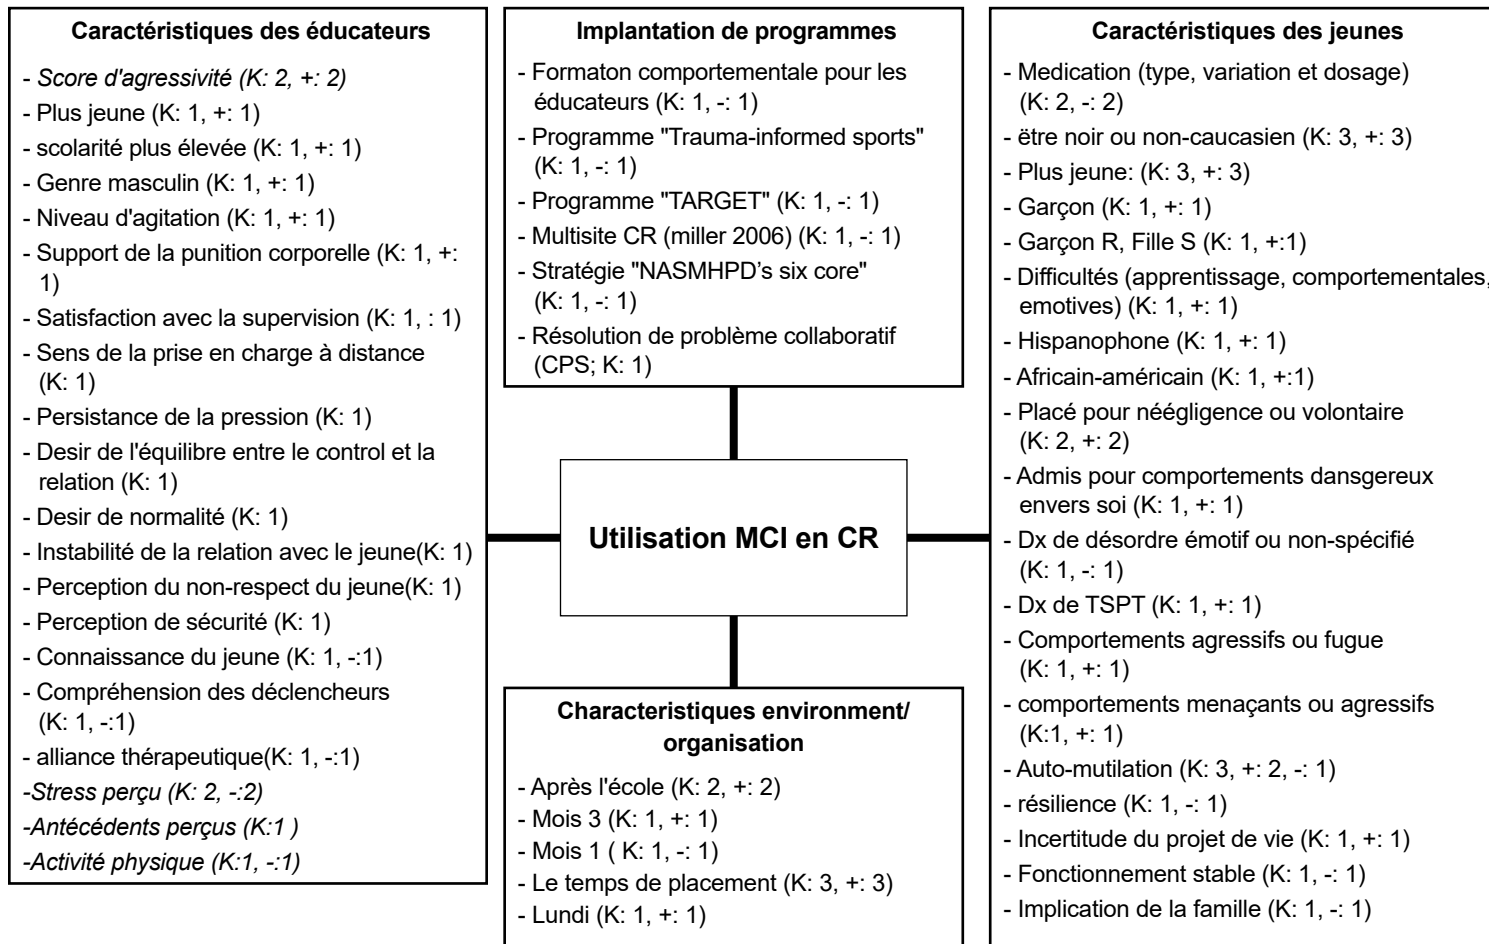 Caractéristiques des éducateurs
- Score d'agressivité (K: 2, +: 2)
- Plus jeune (K: 1, +: 1)
- scolarité plus élevée (K: 1, +: 1)
- Genre masculin (K: 1, +: 1)
- Niveau d'agitation (K: 1, +: 1)
- Support de la punition corporelle (K: 1, +:
1)
- Satisfaction avec la supervision (K: 1, : 1)
- Sens de la prise en charge à distance
(K: 1)
- Persistance de la pression (K: 1)
- Desir de l'équilibre entre le control et la
relation (K: 1)
- Desir de normalité (K: 1)
- Instabilité de la relation avec le jeune(K: 1)
- Perception du non-respect du jeune(K: 1)
- Perception de sécurité (K: 1)
- Connaissance du jeune (K: 1, -:1)
- Compréhension des déclencheurs
(K: 1, -:1)
- alliance thérapeutique(K: 1, -:1)
-Stress perçu (K: 2, -:2)
-Antécédents perçus (K:1 )
-Activité physique (K:1, -:1)
Implantation de programmes
- Formaton comportementale pour les
éducateurs (K: 1, -: 1)
- Programme "Trauma-informed sports"
(K: 1, -: 1)
- Programme "TARGET" (K: 1, -: 1)
- Multisite CR (miller 2006) (K: 1, -: 1)
- Stratégie "NASMHPD's six core"
(K: 1, -: 1)
- Résolution de problème collaboratif
(CPS; K: 1)
Utilisation MCI en CR
Characteristiques environment/
organisation
- Après l'école (K: 2, +: 2)
- Mois 3 (K: 1, +: 1)
- Mois 1 ( K: 1, -: 1)
- Le temps de placement (K: 3, +: 3)
- Lundi (K: 1, +: 1)
Caractéristiques des jeunes
- Medication (type, variation et dosage)
(K: 2, -: 2)
- ëtre noir ou non-caucasien (K: 3, +: 3)
- Plus jeune: (K: 3, +: 3)
- Garçon (K: 1, +: 1)
- Garçon R, Fille S (K: 1, +:1)
- Difficultés (apprentissage, comportementales,
emotives) (K: 1, +: 1)
- Hispanophone (K: 1, +: 1)
- Africain-américain (K: 1, +:1)
- Placé pour néégligence ou volontaire
(K: 2, +: 2)
- Admis pour comportements dansgereux
envers soi (K: 1, +: 1)
- Dx de désordre émotif ou non-spécifié
(K: 1, -: 1)
- Dx de TSPT (K: 1, +: 1)
- Comportements agressifs ou fugue
(K: 1, +: 1)
- comportements menaçants ou agressifs
(K:1, +: 1)
- Auto-mutilation (K: 3, +: 2, -: 1)
- résilience (K: 1, -: 1)
- Incertitude du projet de vie (K: 1, +: 1)
- Fonctionnement stable (K: 1, -: 1)
- Implication de la famille (K: 1, -: 1)